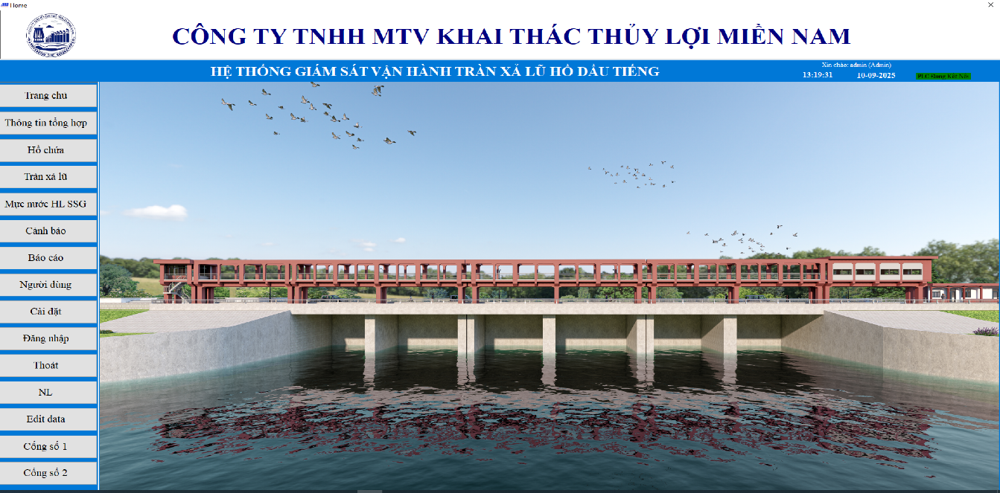 Home
CÔNG TY TNHH MTV KHAI THÁC THỦY LỢI MIỀN NAM
HỆ THỐNG GIÁM SÁT VẬN HÀNH TRÀN XẢ LŨ HỒ DẦU TIẾNG
Xin chào: admin (Admin)
13:19:31 10-09-2025
PLC Đang Kết Nối
Trang chủ
Thông tin tổng hợp
Hồ chứa
Tràn xả lũ
Mực nước HL SSG
Cảnh báo
Báo cáo
Người dùng
Cài đặt
Đăng nhập
Thoát
NL
Edit data
Cống số 1
Cống số 2